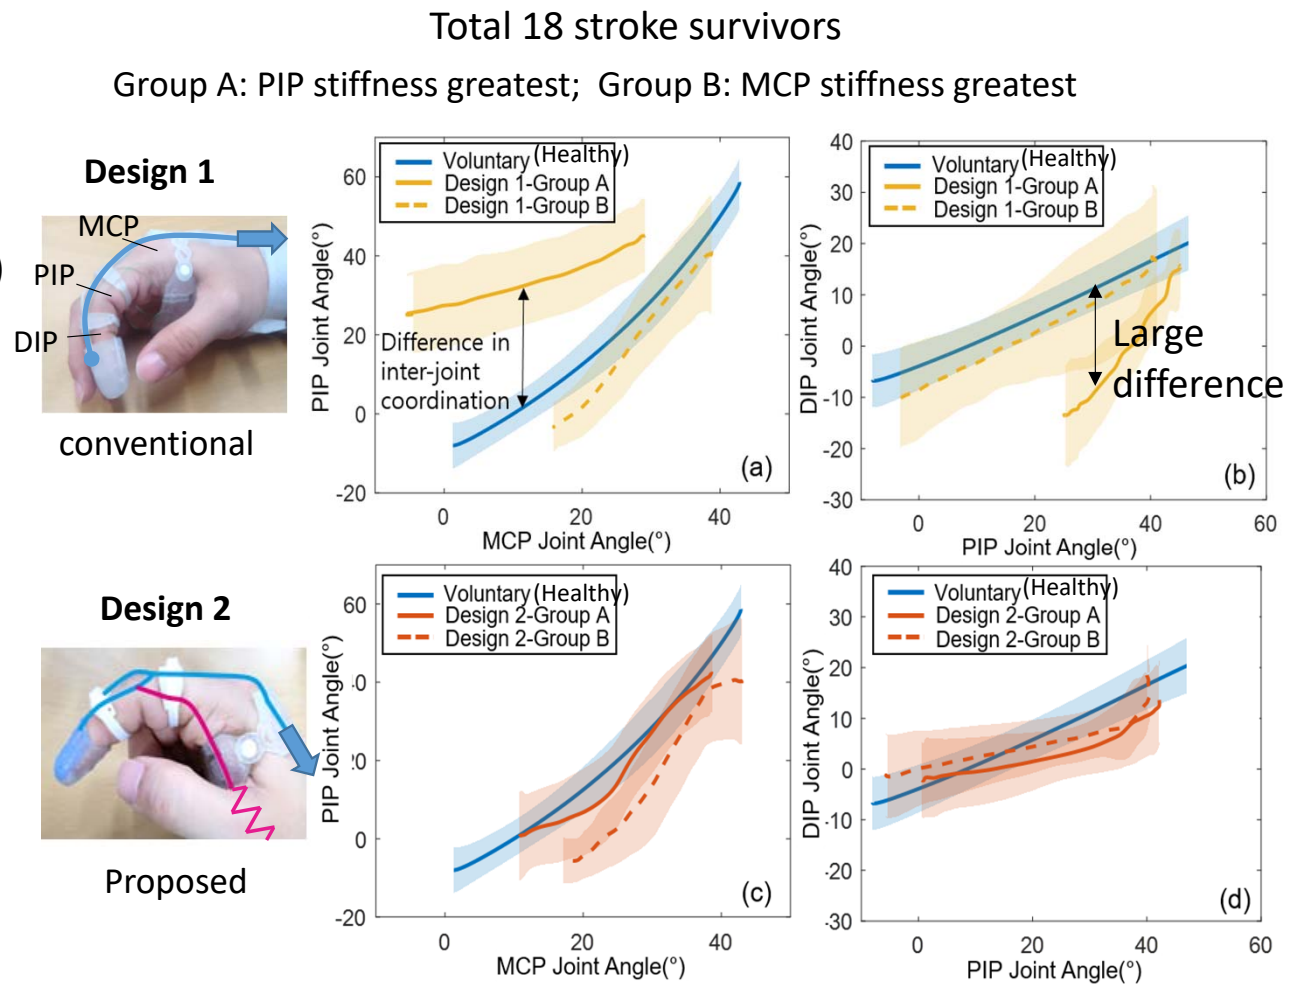 Total 18 stroke survivors
Group A: PIP stiffness greatest; Group B: MCP stiffness greatest
Design 1
MCP
PIP
DIP
conventional
Voluntary (Healthy)
Design 1-Group A
Design 1-Group B
60
40
20
0
-20
PIP Joint Angle(°)
Difference in
inter-joint
coordination
(a)
0
20
40
MCP Joint Angle(°)
Voluntary (Healthy)
Design 1-Group A
Design 1-Group B
40
30
20
10
0
-10
-20
-30
DIP Joint Angle(°)
Large
difference
(b)
0
20
40
60
PIP Joint Angle(°)
Design 2
Proposed
Voluntary (Healthy)
Design 2-Group A
Design 2-Group B
60
0
-20
PIP Joint Angle(°)
(c)
0
20
40
MCP Joint Angle(°)
Voluntary (Healthy)
Design 2-Group A
Design 2-Group B
40
30
20
10
0
-10
-20
-30
DIP Joint Angle(°)
(d)
0
20
40
60
PIP Joint Angle(°)